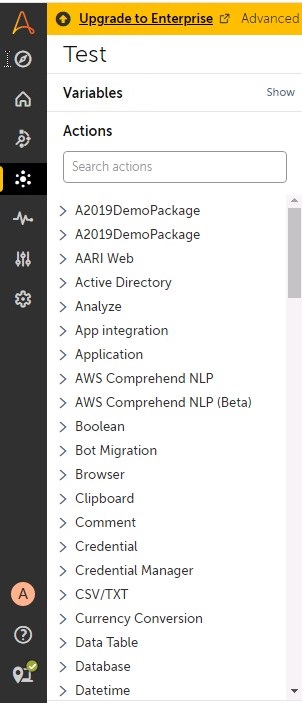 Upgrade to Enterprise Advanced
Test
Variables Show
Actions
Search actions
A2019DemoPackage
A2019DemoPackage
AARI Web
Active Directory
Analyze
App integration
Application
AWS Comprehend NLP
AWS Comprehend NLP (Beta)
Boolean
Bot Migration
Browser
Clipboard
Comment
Credential
Credential Manager
CSV/TXT
Currency Conversion
Data Table
Database
Datetime
A